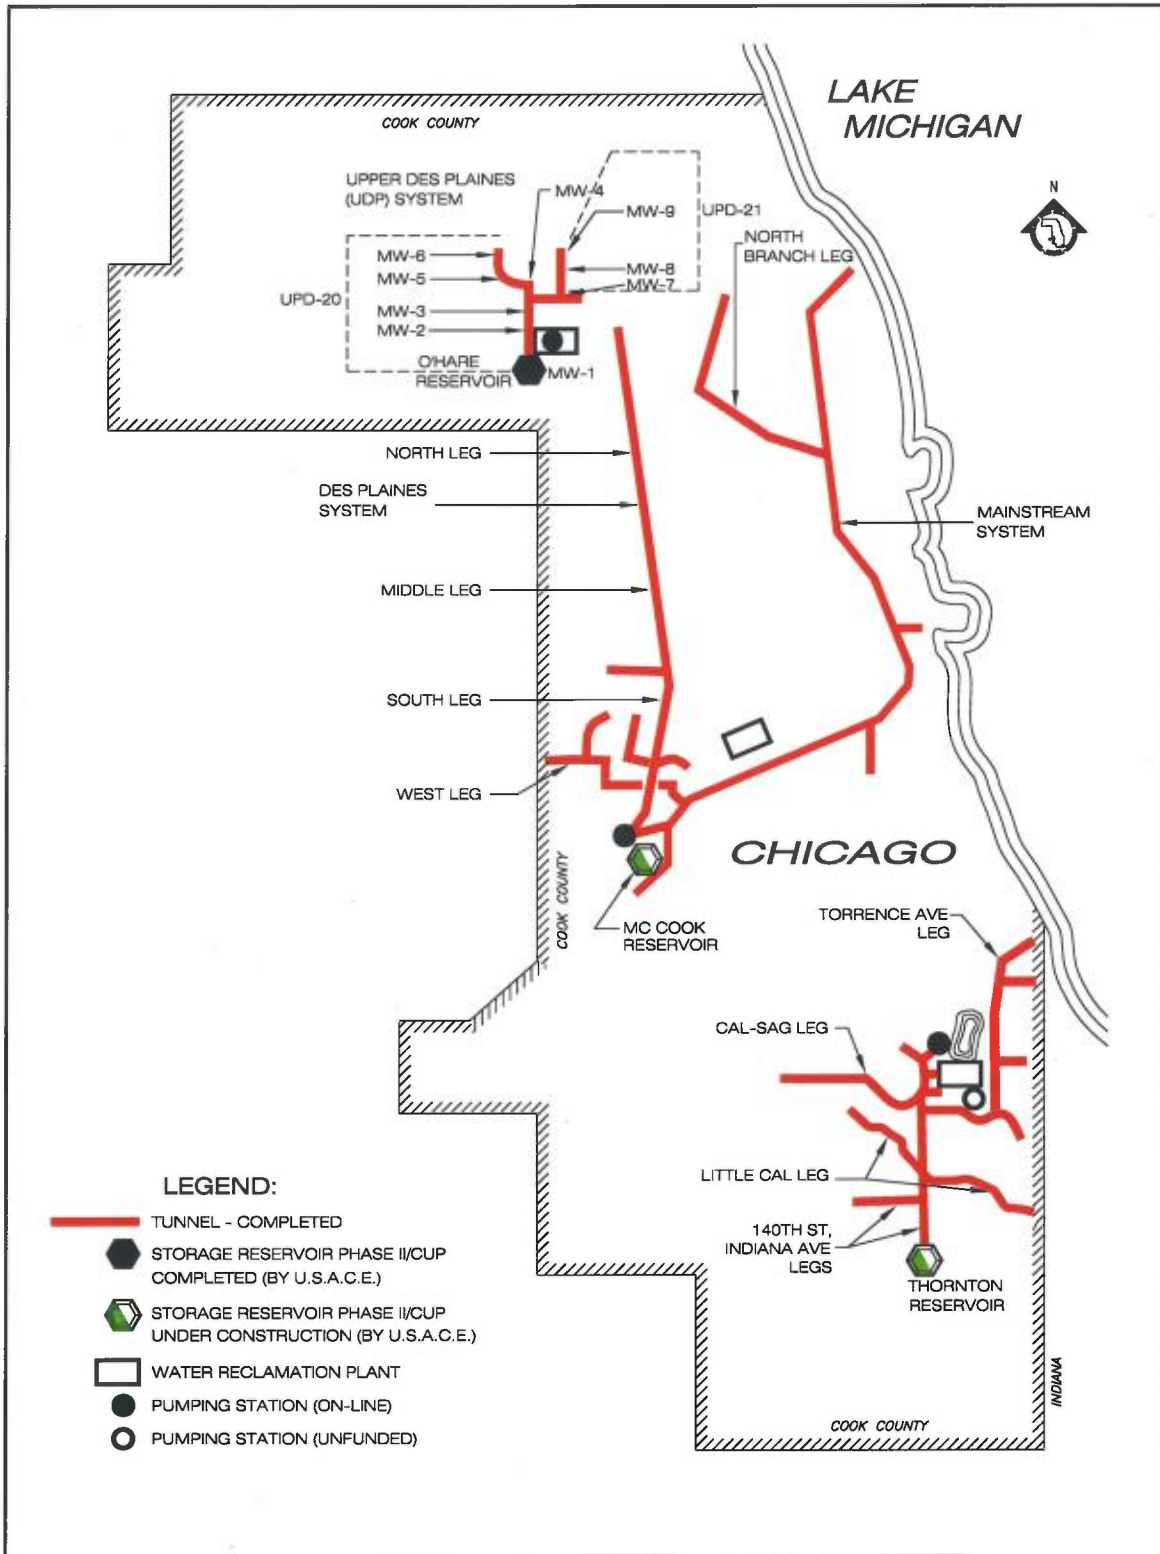 LAKE
MICHIGAN
COOK COUNTY
N
UPPER DES PLAINES
(UDP) SYSTEM
MW-4
MW-9
UPD-21
NORTH
BRANCH LEG
MW-6
MW-8
MW-5
MW-7
UPD-20
MW-3
MW-2
O'HARE
RESERVOIR
MW-1
NORTH LEG
DES PLAINES
SYSTEM
MAINSTREAM
SYSTEM
MIDDLE LEG
SOUTH LEG
WEST LEG
CHICAGO
COOK COUNTY
MC COOK
RESERVOIR
TORRENCE AVE
LEG
CAL-SAG LEG
LITTLE CAL LEG
140TH ST,
INDIANA AVE
LEGS
THORNTON
RESERVOIR
LEGEND:
TUNNEL - COMPLETED
STORAGE RESERVOIR PHASE II/CUP
COMPLETED (BY U.S.A.C.E.)
STORAGE RESERVOIR PHASE II/CUP
UNDER CONSTRUCTION (BY U.S.A.C.E.)
WATER RECLAMATION PLANT
PUMPING STATION (ON-LINE)
PUMPING STATION (UNFUNDED)
INDIANA
COOK COUNTY